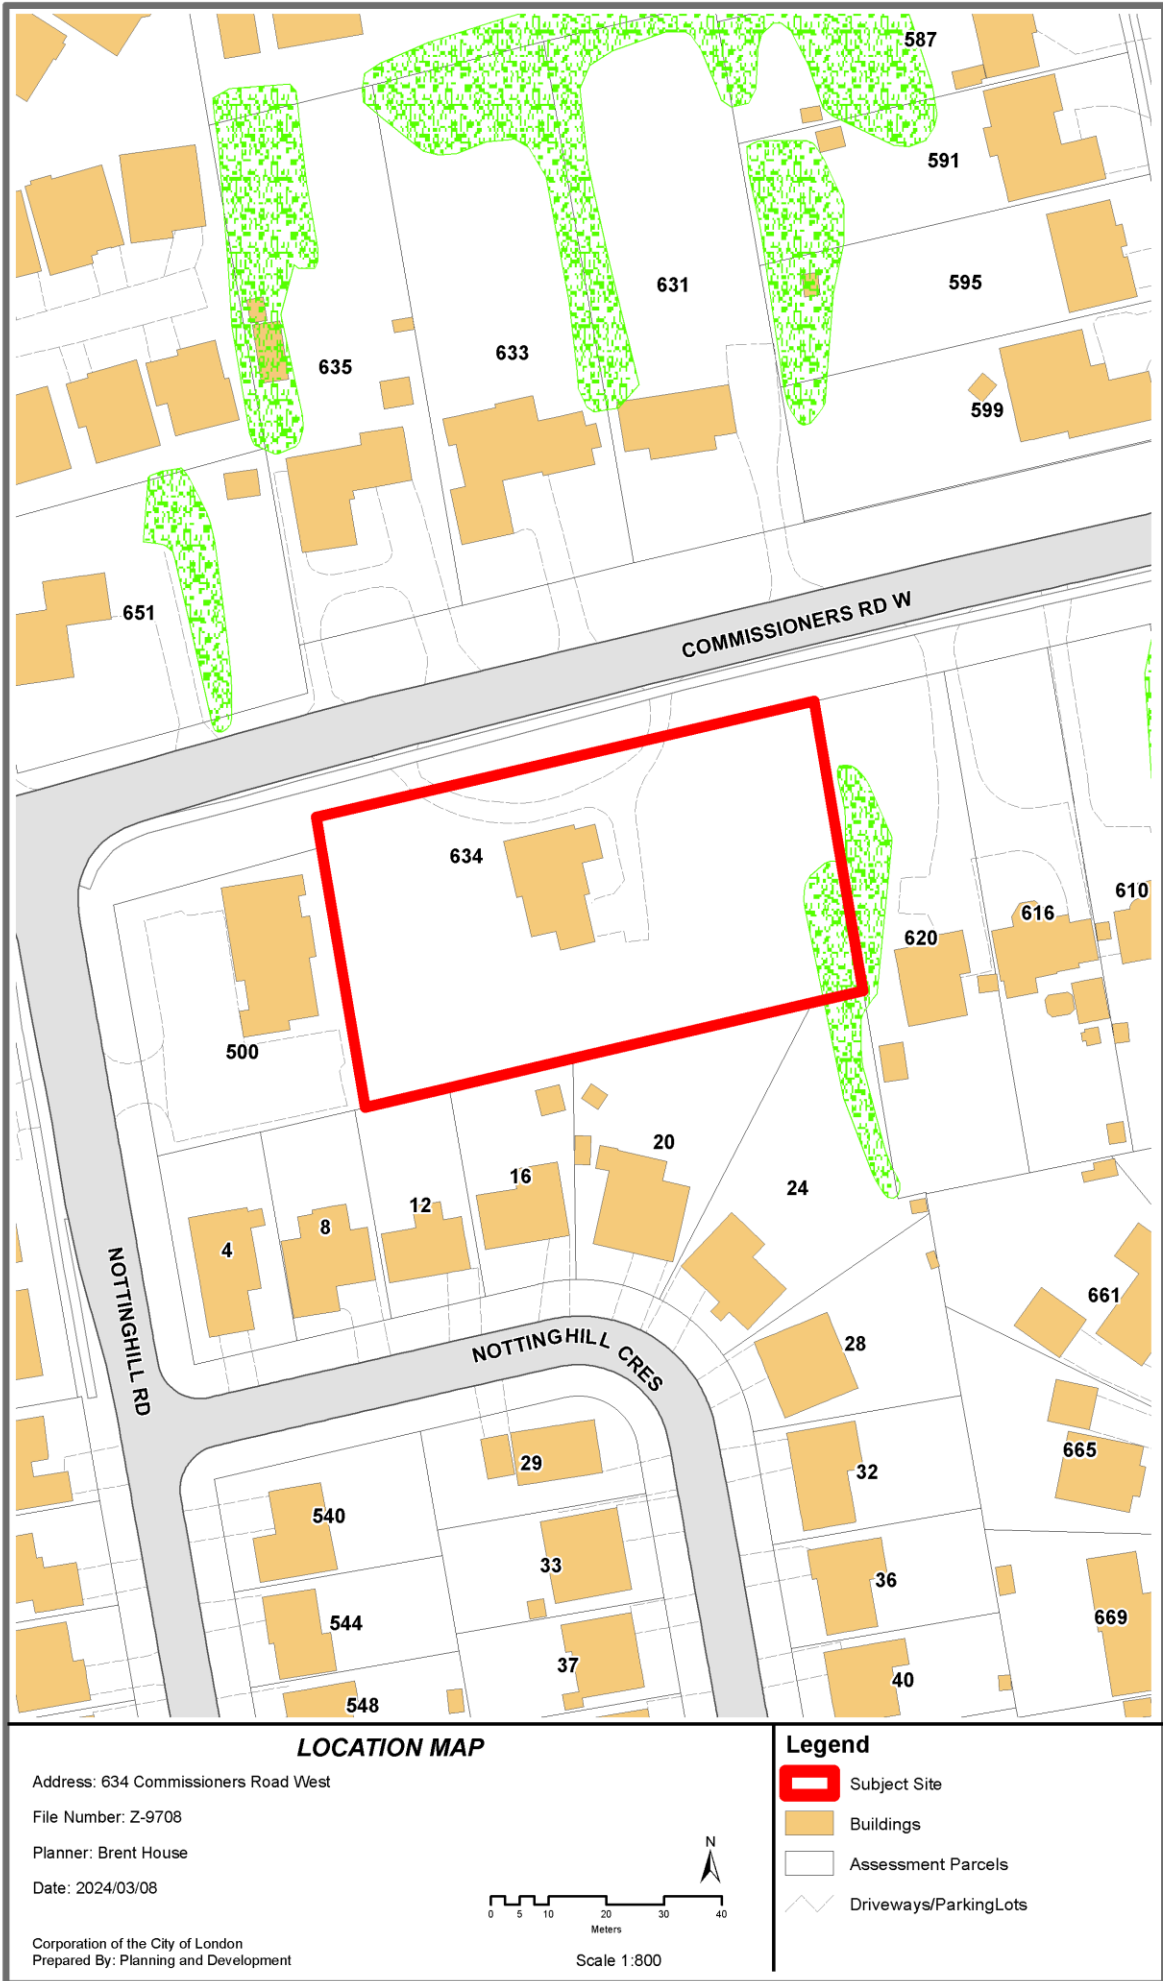 587
591
595
631
633
635
599
651
COMMISSIONERS RD W
634
610
616
620
500
20
16
24
12
8
4
661
NOTTINGHILL RD
NOTTINGHILL CRES
28
665
29
32
540
33
36
544
669
37
40
548
LOCATION MAP
Address: 634 Commissioners Road West
File Number: Z-9708
Planner: Brent House
Date: 2024/03/08
Corporation of the City of London
Prepared By: Planning and Development
N
0 5 10 20 30 40
Meters
Scale 1:800
Legend
Subject Site
Buildings
Assessment Parcels
Driveways/ParkingLots